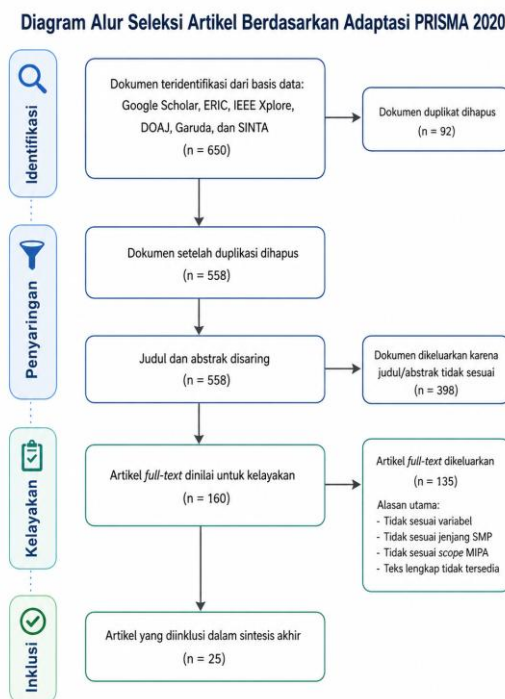 Diagram Alur Seleksi Artikel Berdasarkan Adaptasi PRISMA 2020
Identifikasi
Dokumen teridentifikasi dari basis data:
Google Scholar, ERIC, IEEE Xplore,
DOAJ, Garuda, dan SINTA
(n = 650)
Dokumen duplikat dihapus
(n = 92)
Penyaringan
Dokumen setelah duplikasi dihapus
(n = 558)
Judul dan abstrak disaring
(n = 558)
Dokumen dikeluarkan karena
judul/abstrak tidak sesuai
(n = 398)
Kelayakan
Artikel full-text dinilai untuk kelayakan
(n = 160)
Artikel full-text dikeluarkan
(n = 135)
Alasan utama:
- Tidak sesuai variabel
- Tidak sesuai jenjang SMP
- Tidak sesuai scope MIPA
- Teks lengkap tidak tersedia
Inklusi
Artikel yang diinklusi dalam sintesis akhir
(n = 25)